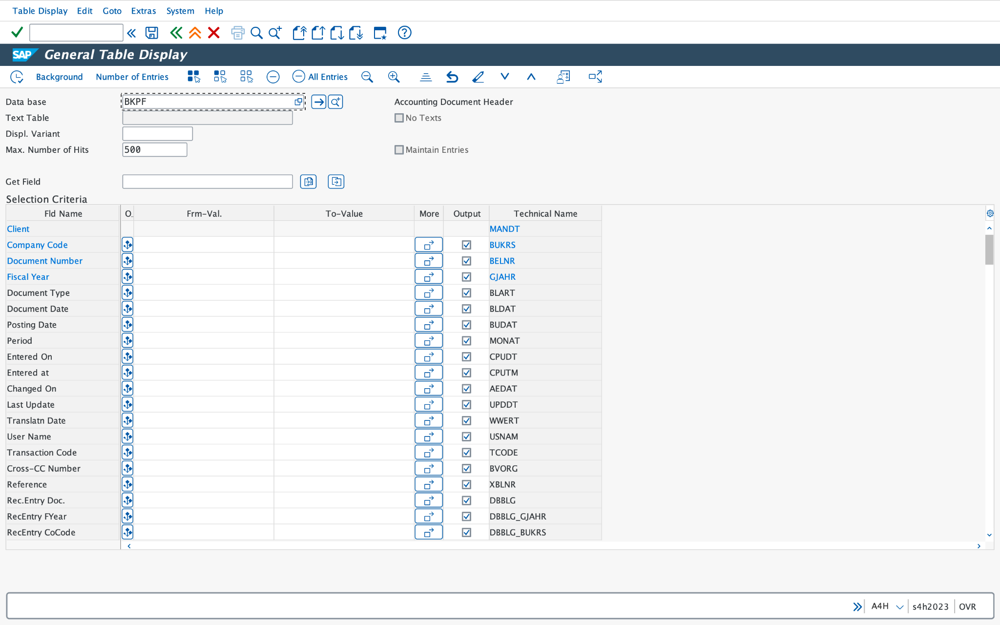 Table Display Edit Goto Extras System Help
SAP General Table Display
Background Number of Entries All Entries
Data base BKPF Accounting Document Header
Text Table No Texts
Displ. Variant
Max. Number of Hits 500 Maintain Entries
Get Field
Selection Criteria
Fld Name O.. Frm-Val. To-Value More Output Technical Name
Client MANDT
Company Code BUKRS
Document Number BELNR
Fiscal Year GJAHR
Document Type BLART
Document Date BLDAT
Posting Date BUDAT
Period MONAT
Entered On CPUDT
Entered at CPUTM
Changed On AEDAT
Last Update UPDDT
Translatn Date WWERT
User Name USNAM
Transaction Code TCODE
Cross-CC Number BVORG
Reference XBLNR
Rec.Entry Doc. DBBLG
RecEntry FYear DBBLG_GJAHR
RecEntry CoCode DBBLG_BUKRS
A4H s4h2023 OVR